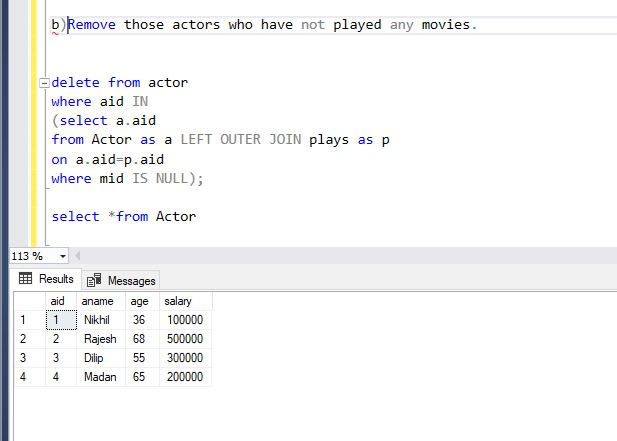 b)Remove those actors who have not played any movies.
delete from actor
where aid IN
(select a.aid
from Actor as a LEFT OUTER JOIN plays as p
on a.aid=p.aid
where mid IS NULL);
select *from Actor
113 %
Results Messages
aid aname age salary
1 1 Nikhil 36 100000
2 2 Rajesh 68 500000
3 3 Dilip 55 300000
4 4 Madan 65 200000